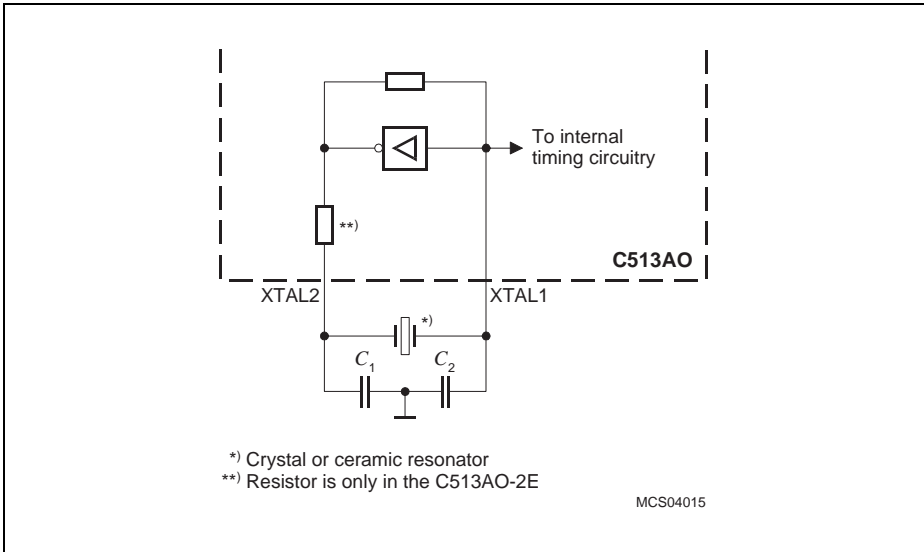 To internal
timing circuitry
**)
C513AO
XTAL2
XTAL1
*)
C1
C2
*) Crystal or ceramic resonator
**) Resistor is only in the C513AO-2E
MCS04015